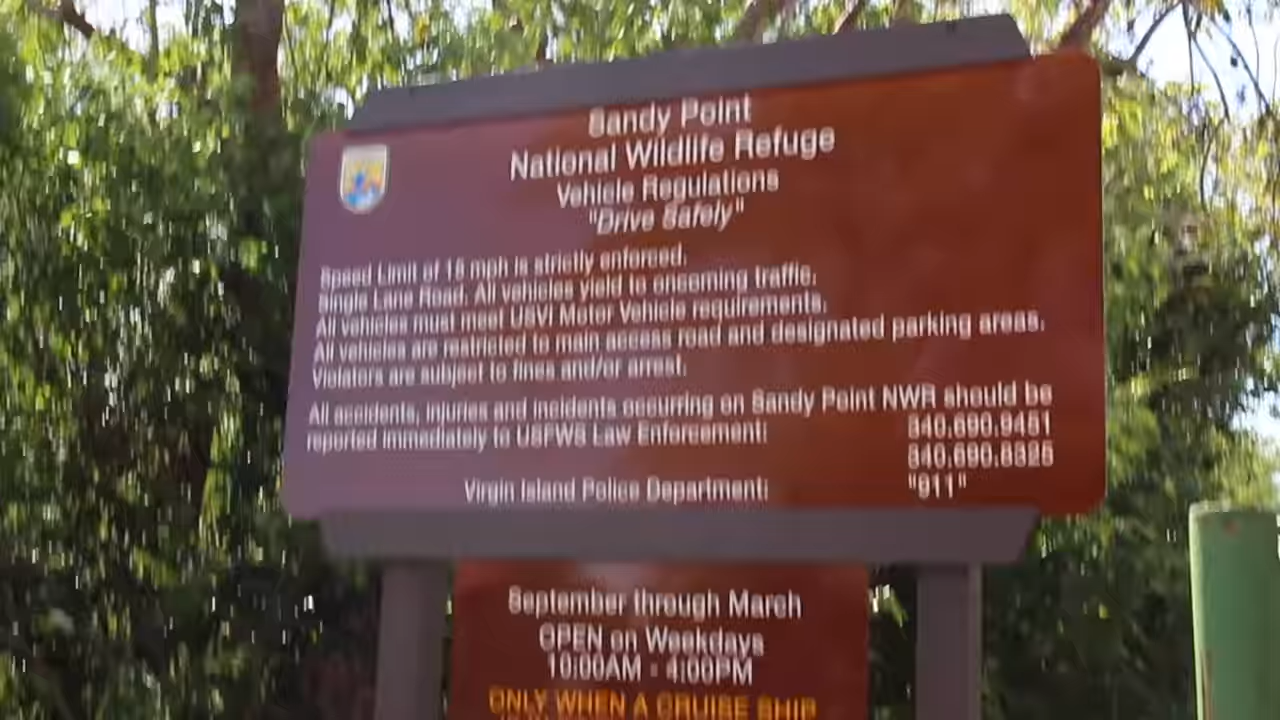 Sandy Point
National Wildlife Refuge
Vehicle Regulations
"Drive Safely"
Speed Limit of 15 mph is strictly enforced.
Single Lane Road. All vehicles yield to oncoming traffic.
All vehicles must meet USVI Motor Vehicle requirements.
All vehicles are restricted to main access road and designated parking areas.
Violators are subject to fines and/or arrest.
All accidents, injuries and incidents occurring on Sandy Point NWR should be
reported immediately to USFWS Law Enforcement: 340.690.9451
340.690.8325
Virgin Island Police Department: "911"
September through March
OPEN on Weekdays
10:00AM - 4:00PM
ONLY WHEN A CRUISE SHIP